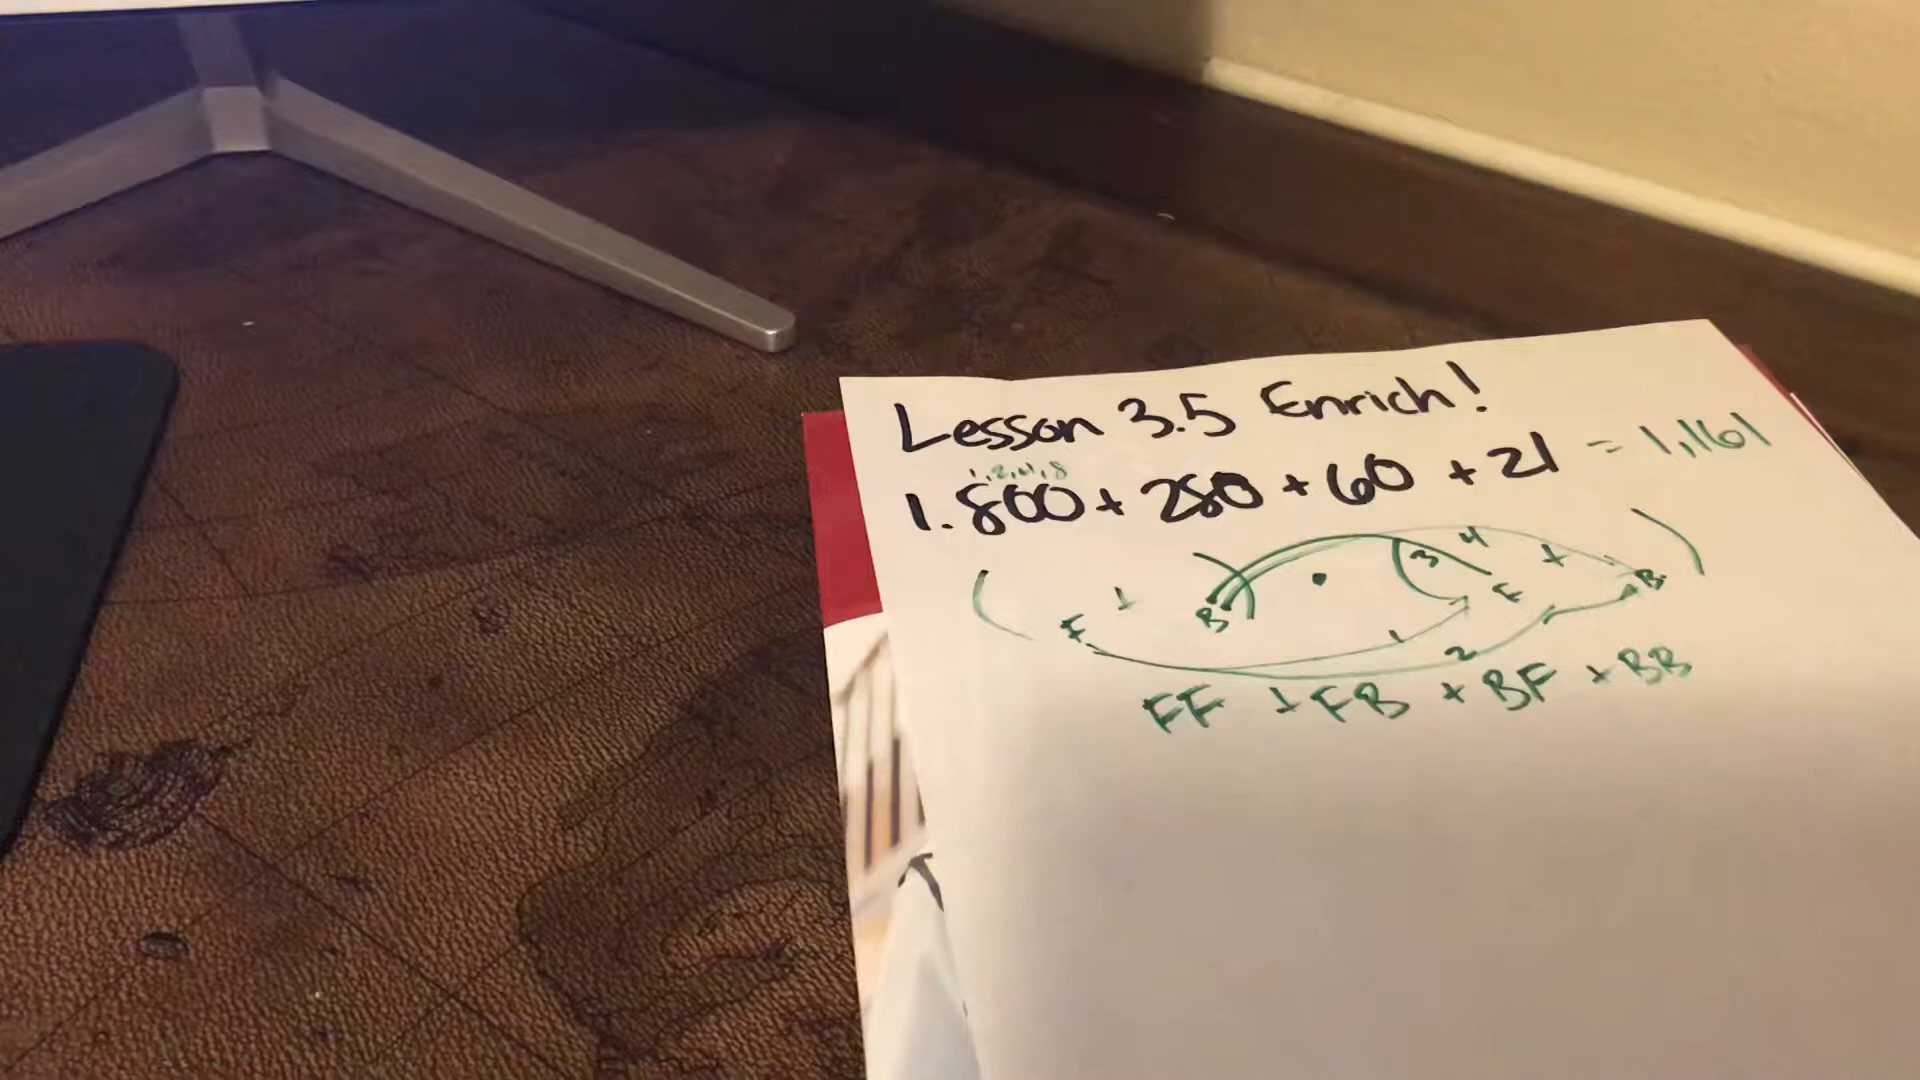 Lesson 3.5 Enrich!
1,2,4,8
1. 800 + 280 + 60 + 21 = 1,161
( F + B ) • ( F + B )
1 2 3 4
FF + FB + BF + BB